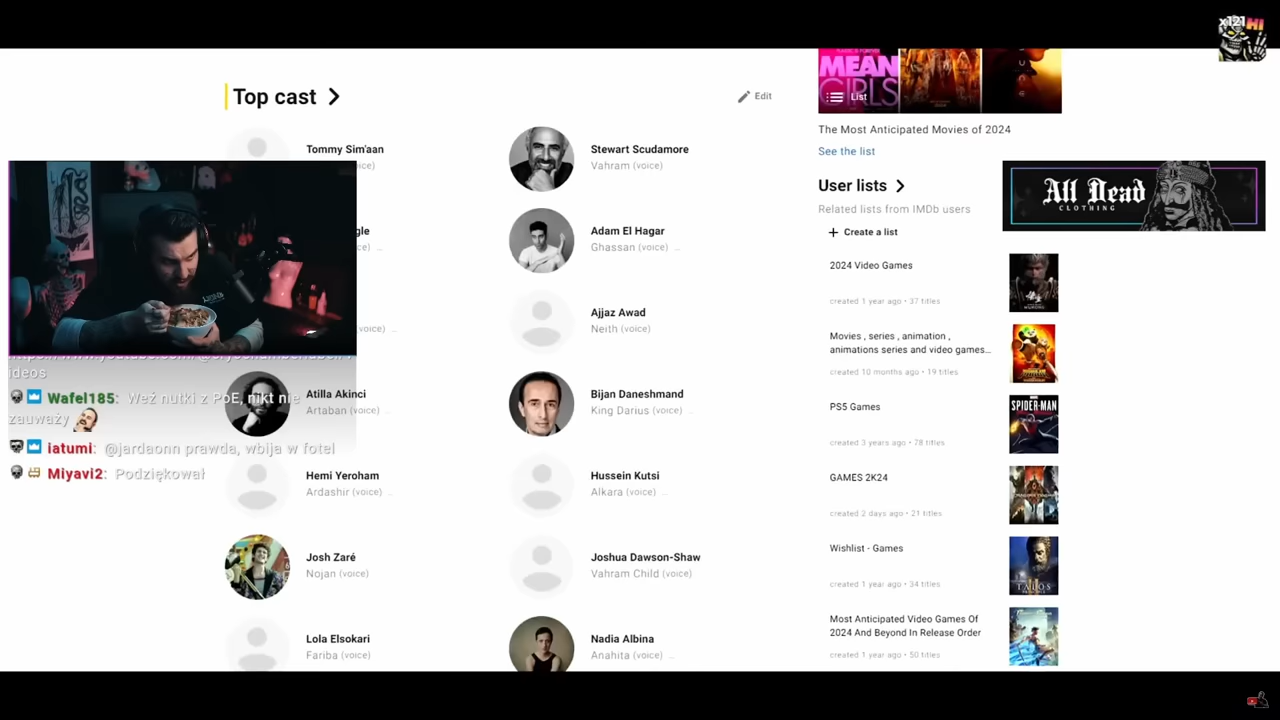 x121 HI
Top cast
Edit
Tommy Sim'aan
Stewart Scudamore
Vahram (voice)
Adam El Hagar
Ghassan (voice) ...
Ajjaz Awad
Neith (voice)
(voice) ...
Atilla Akinci
Artaban (voice) ...
Bijan Daneshmand
King Darius (voice) ...
Hemi Yeroham
Ardashir (voice) ...
Hussein Kutsi
Alkara (voice) ...
Josh Zaré
Nojan (voice)
Joshua Dawson-Shaw
Vahram Child (voice)
Lola Elsokari
Fariba (voice)
Nadia Albina
Anahita (voice) ...
ideos
Wafel185: Weź nutki z PoE, nikt nie
zauważy
iatumi: @jardaonn prawda, wbija w fotel
Miyavi2: Podziękował
MEAN
GIRLS
List
The Most Anticipated Movies of 2024
See the list
User lists
Related lists from IMDb users
+ Create a list
2024 Video Games
created 1 year ago • 37 titles
Movies , series , animation ,
animations series and video games...
created 10 months ago • 19 titles
PS5 Games
created 3 years ago • 78 titles
SPIDER-MAN
GAMES 2K24
created 2 days ago • 21 titles
Wishlist - Games
created 1 year ago • 34 titles
TALOS
Most Anticipated Video Games Of
2024 And Beyond In Release Order
created 1 year ago • 50 titles
All Dead
CLOTHING